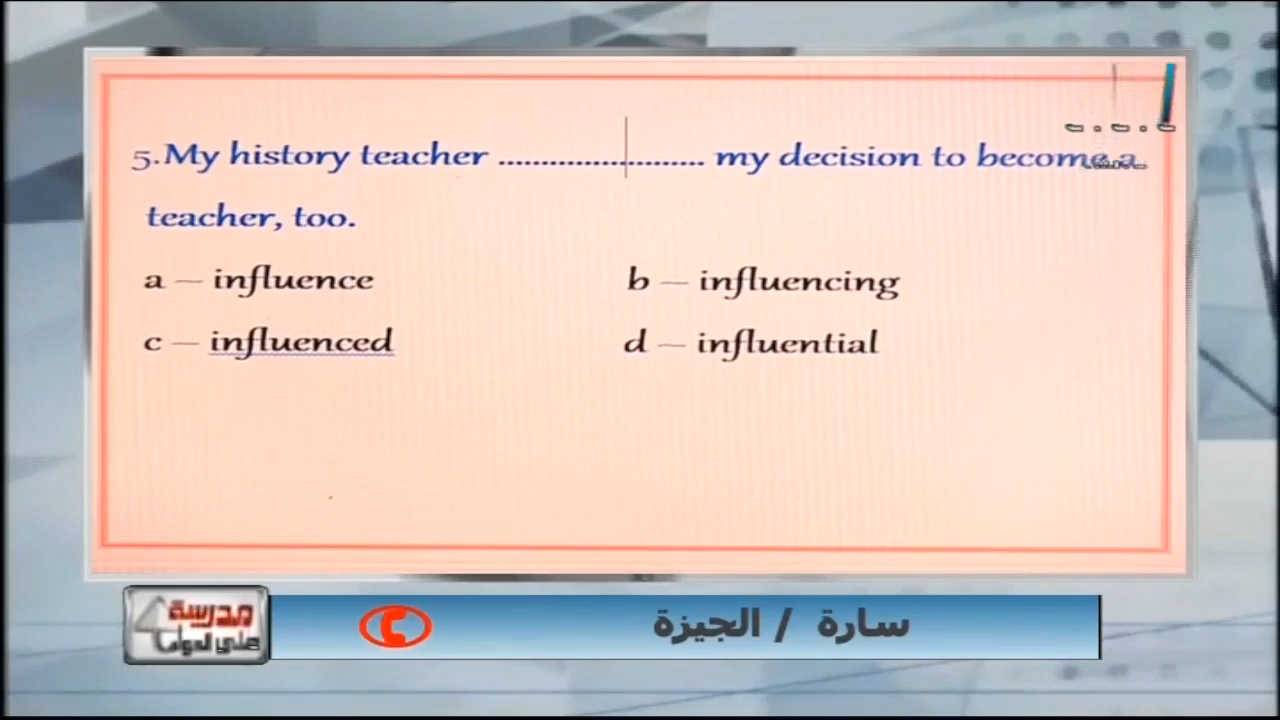 5.My history teacher ........................ my decision to become a
teacher, too.
a – influence
b – influencing
c – influenced
d – influential
سارة / الجيزة
مدرسة
على الهواء